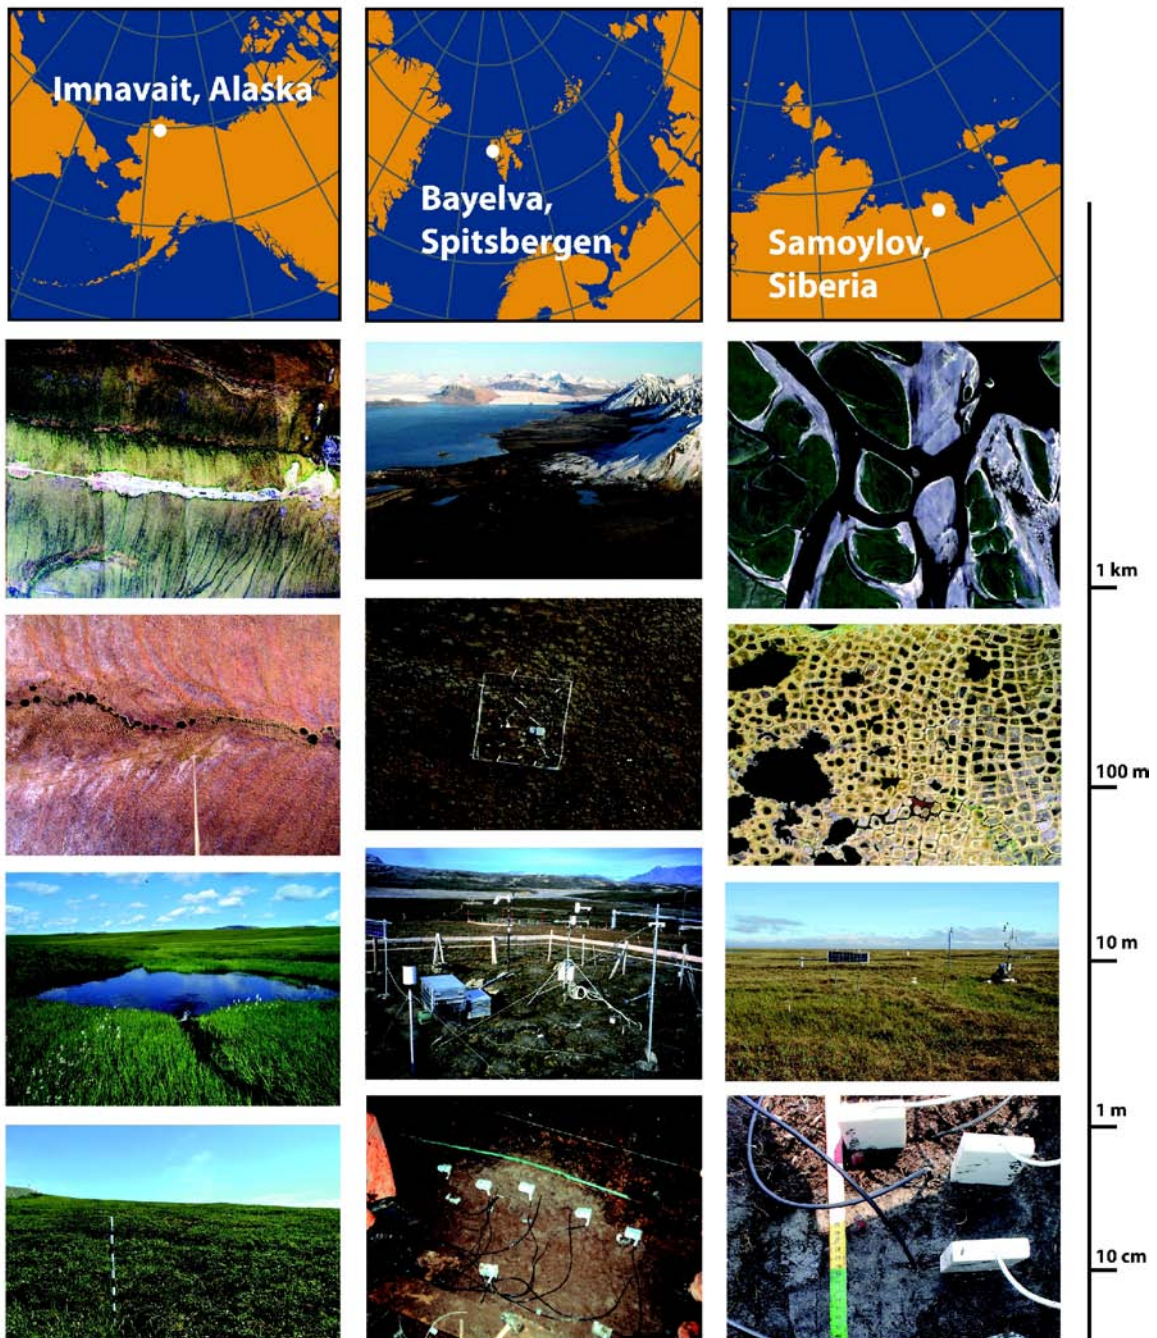 Imnavait, Alaska
Bayelva,
Spitsbergen
Samoylov,
Siberia
1 km
100 m
10 m
1 m
10 cm